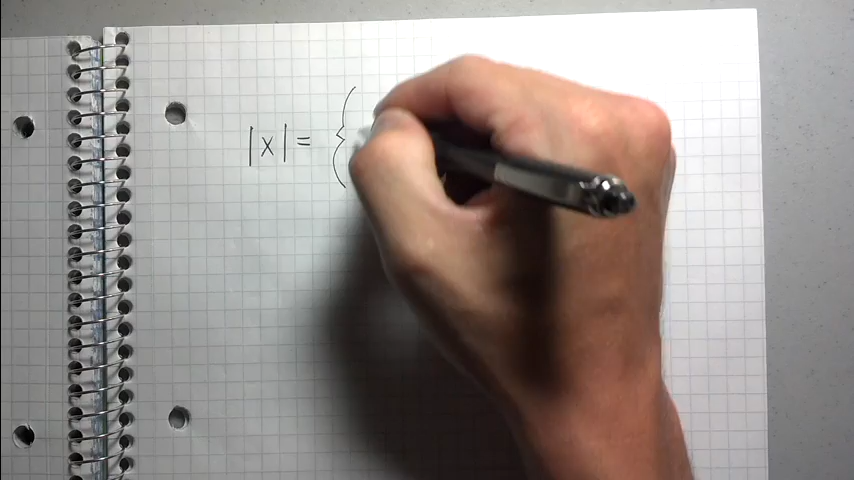 |x| = {